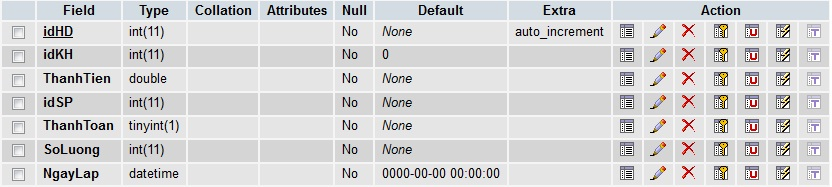 Field Type Collation Attributes Null Default Extra Action
idHD int(11) No None auto_increment
idKH int(11) No 0
ThanhTien double No None
idSP int(11) No None
ThanhToan tinyint(1) No None
SoLuong int(11) No None
NgayLap datetime No 0000-00-00 00:00:00